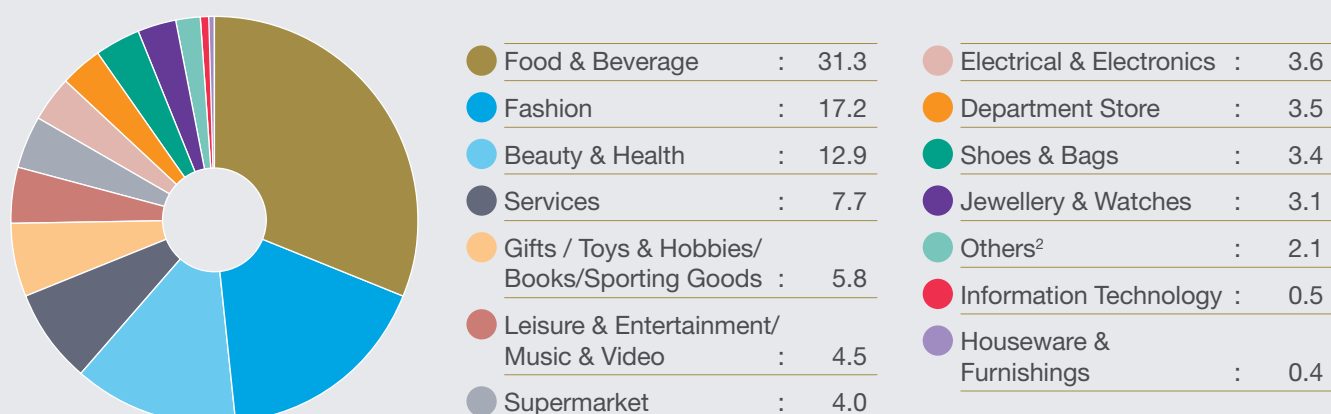 Food & Beverage : 31.3
Fashion : 17.2
Beauty & Health : 12.9
Services : 7.7
Gifts / Toys & Hobbies/
Books/Sporting Goods : 5.8
Leisure & Entertainment/
Music & Video : 4.5
Supermarket : 4.0
Electrical & Electronics : 3.6
Department Store : 3.5
Shoes & Bags : 3.4
Jewellery & Watches : 3.1
Others² : 2.1
Information Technology : 0.5
Houseware &
Furnishings : 0.4